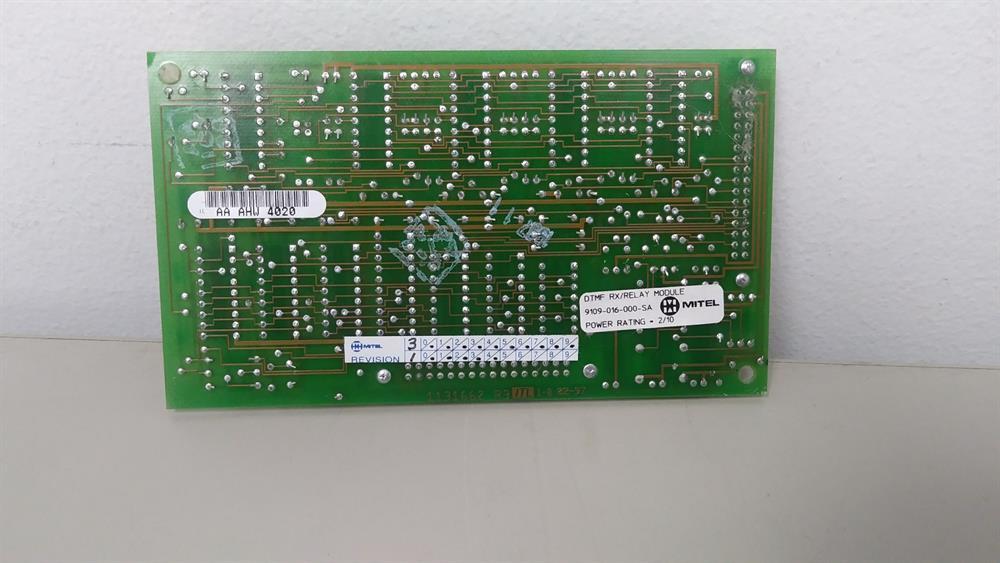 AA AHW 4020
DTMF RX/RELAY MODULE
9109-016-000-SA MITEL
POWER RATING - 2/10
MITEL 3 0 1 2 3 4 5 6 7 8 9
REVISION 1 0 1 2 3 4 5 6 7 8 9
02-97